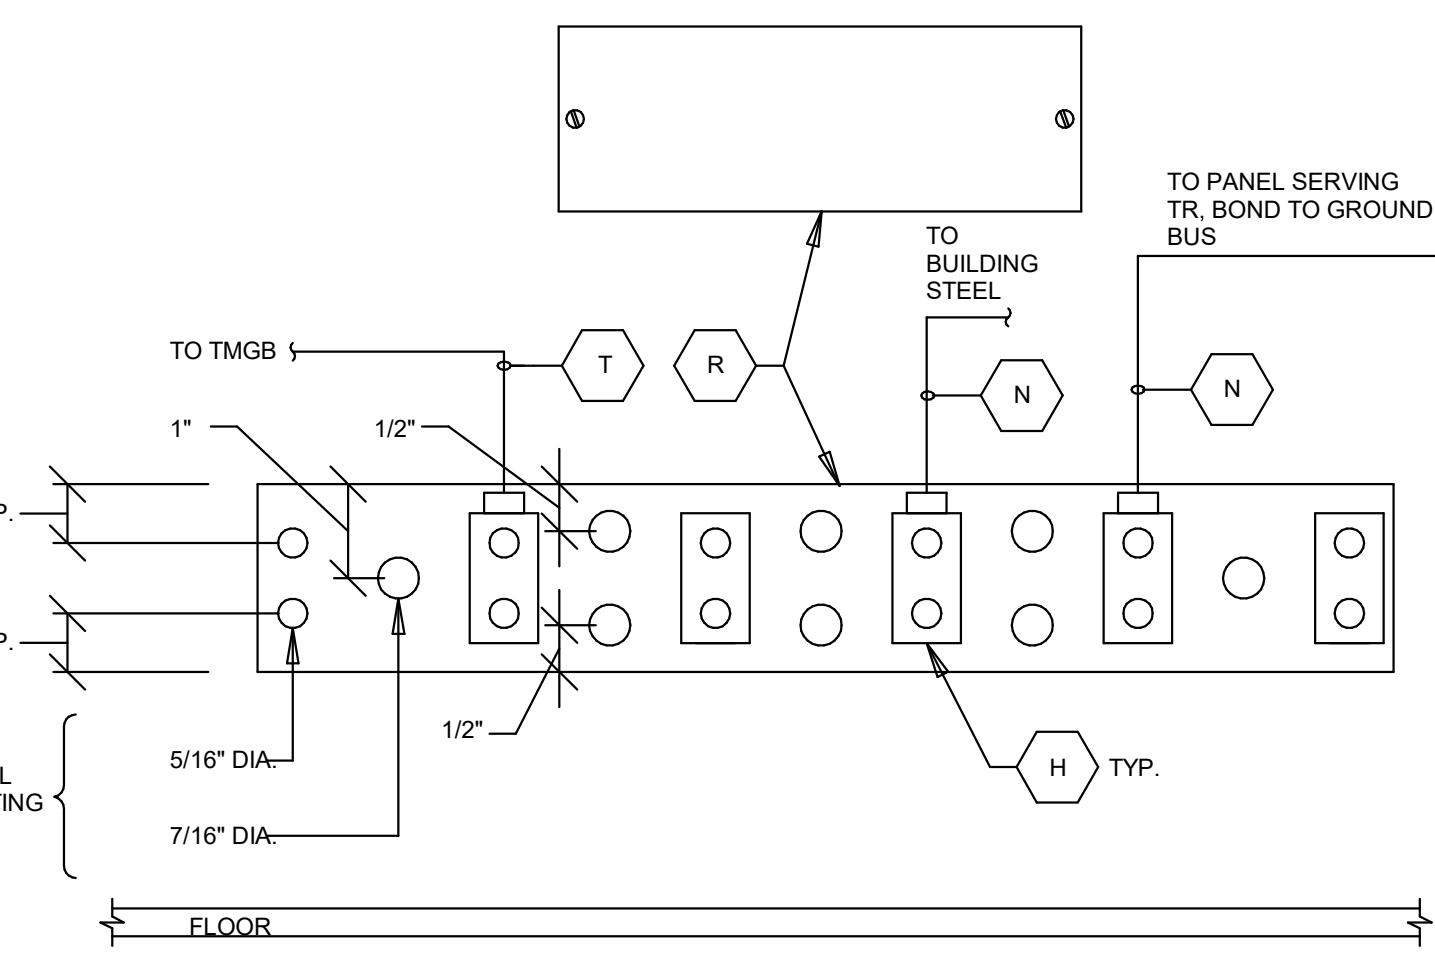 TO PANEL SERVING
TR, BOND TO GROUND
BUS
TO
BUILDING
STEEL
TO TMGB
T
R
N
N
1"
1/2"
P.
P.
1/2"
5/16" DIA.
H
TYP.
L
TING
7/16" DIA.
FLOOR